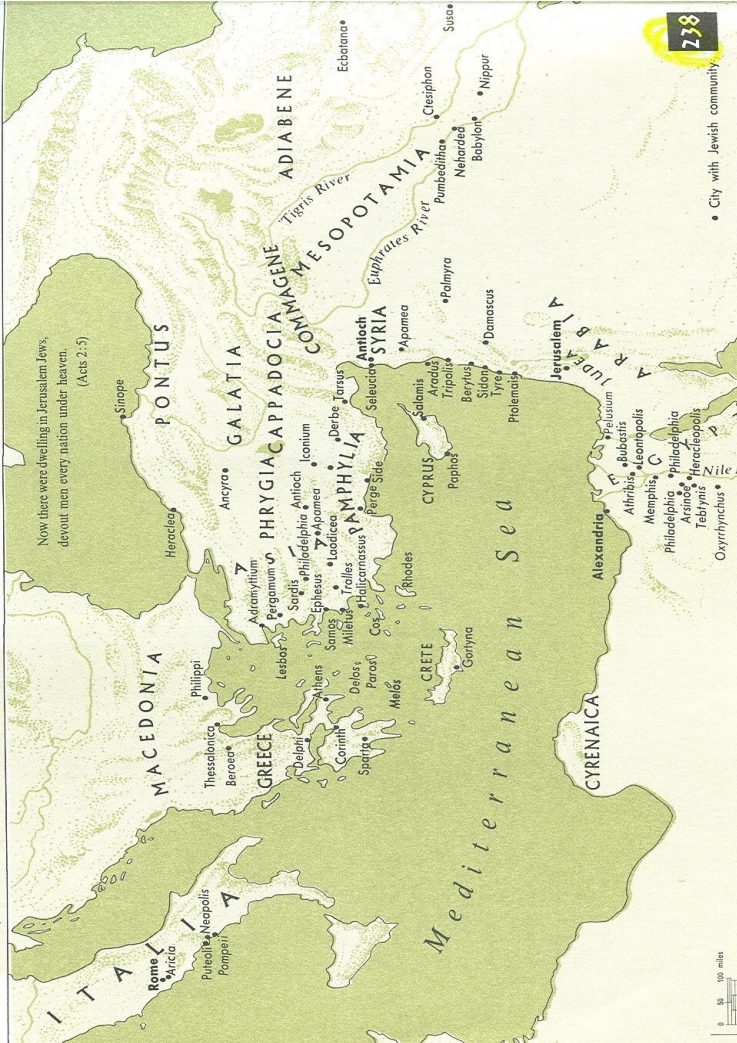 Now there were dwelling in Jerusalem Jews,
devout men every nation under heaven.
(Acts 2:5)
238
ITALIA
Rome
Aricia
Puteoli
Neapolis
Pompeii
MACEDONIA
Philippi
Thessalonica
Beroea
GREECE
Delphi
Athens
Corinth
Sparta
Delos
Paros
Melos
CRETE
Gortyna
Lesbos
Samos
Cos
Rhodes
Heraclea
Sinope
PONTUS
Ancyra
GALATIA
ASIA
Adramythium
Pergamum
Sardis
Philadelphia
Ephesus
Tralles
Miletus
Halicarnassus
Laodicea
Apamea
Antioch
PHRYGIA
Iconium
Derbe
Tarsus
PAMPHYLIA
Perge
Side
CAPPADOCIA
COMMAGENE
Antioch
Seleucia
SYRIA
Apamea
Palmyra
CYPRUS
Salamis
Paphos
Aradus
Tripolis
Berytus
Sidon
Tyre
Ptolemais
Damascus
Jerusalem
JUDEA
ARABIA
ADIABENE
Ecbatana
Susa
Tigris River
MESOPOTAMIA
Euphrates River
Ctesiphon
Pumbeditha
Nehardea
Babylon
Nippur
Mediterranean Sea
CYRENAICA
Alexandria
EGYPT
Pelusium
Bubastis
Leontopolis
Athribis
Memphis
Philadelphia
Philadelphia
Arsinoe
Heracleopolis
Tebtynis
Oxyrrhynchus
Nile
• City with Jewish community
0 50 100 miles